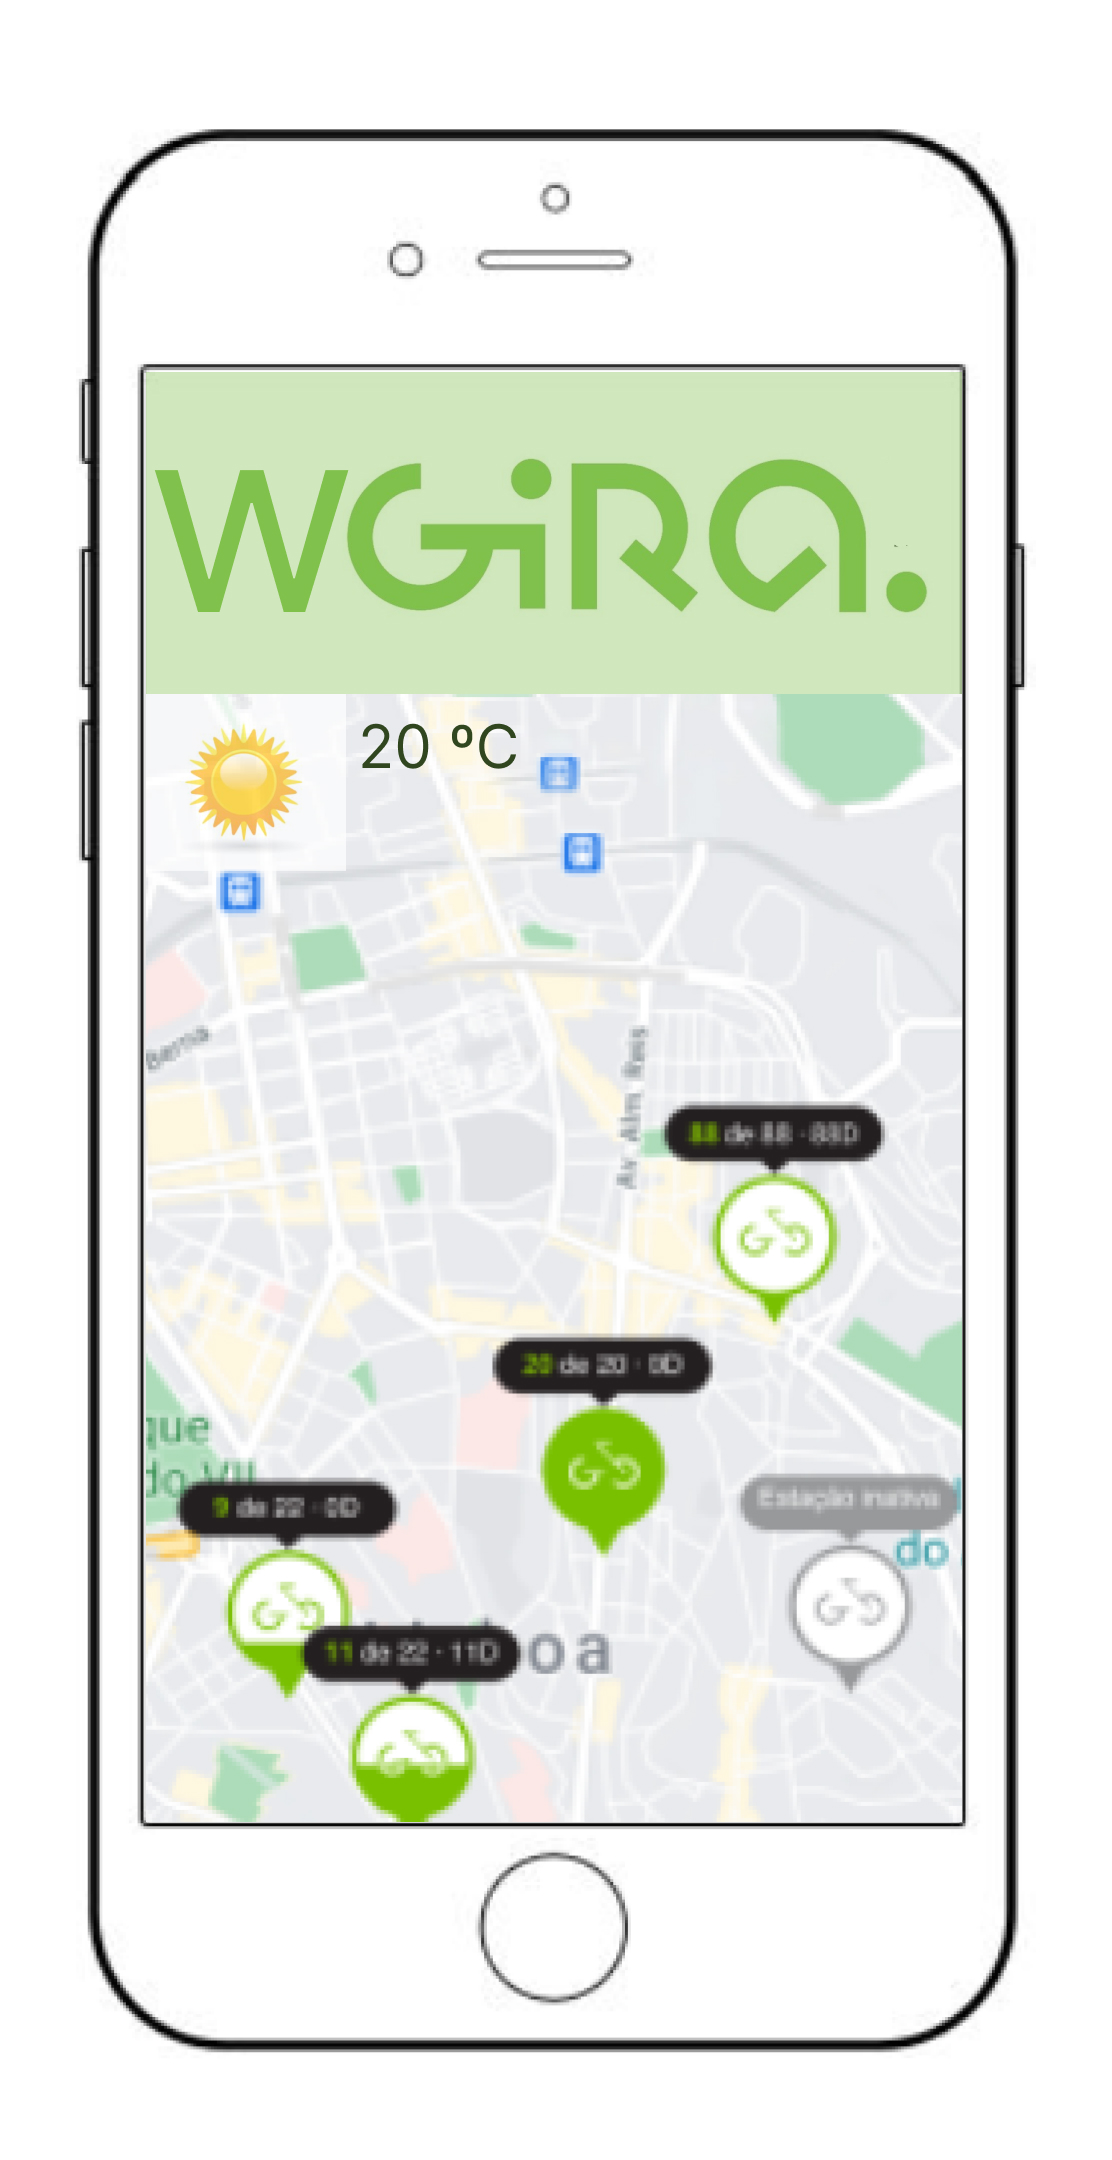 WGiRA.
20 ºC
Berna
Av. Alm. Reis
88 de 88 · 88D
20 de 20 · 0D
que
do VII
9 de 22 · 0D
Estação inativa
do
oa
11 de 22 · 11D